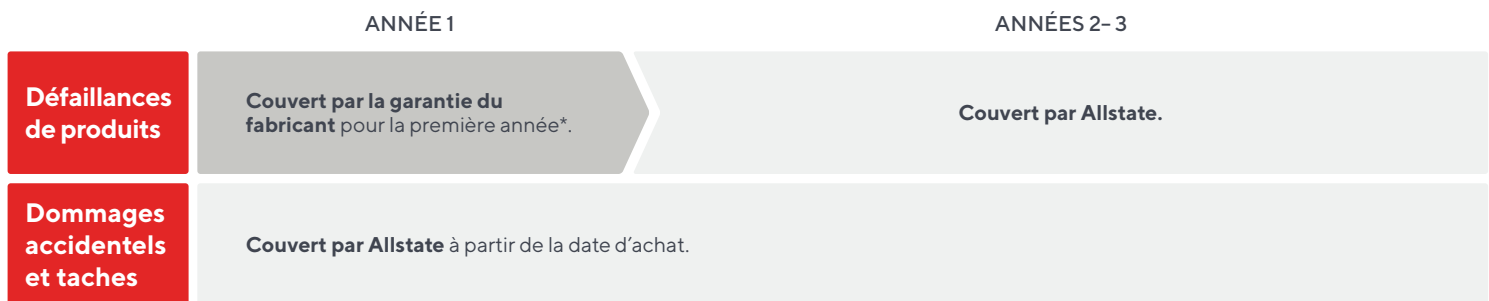 ANNÉE 1
ANNÉES 2– 3
Défaillances
de produits
Couvert par la garantie du
fabricant pour la première année*.
Couvert par Allstate.
Dommages
accidentels
et taches
Couvert par Allstate à partir de la date d’achat.